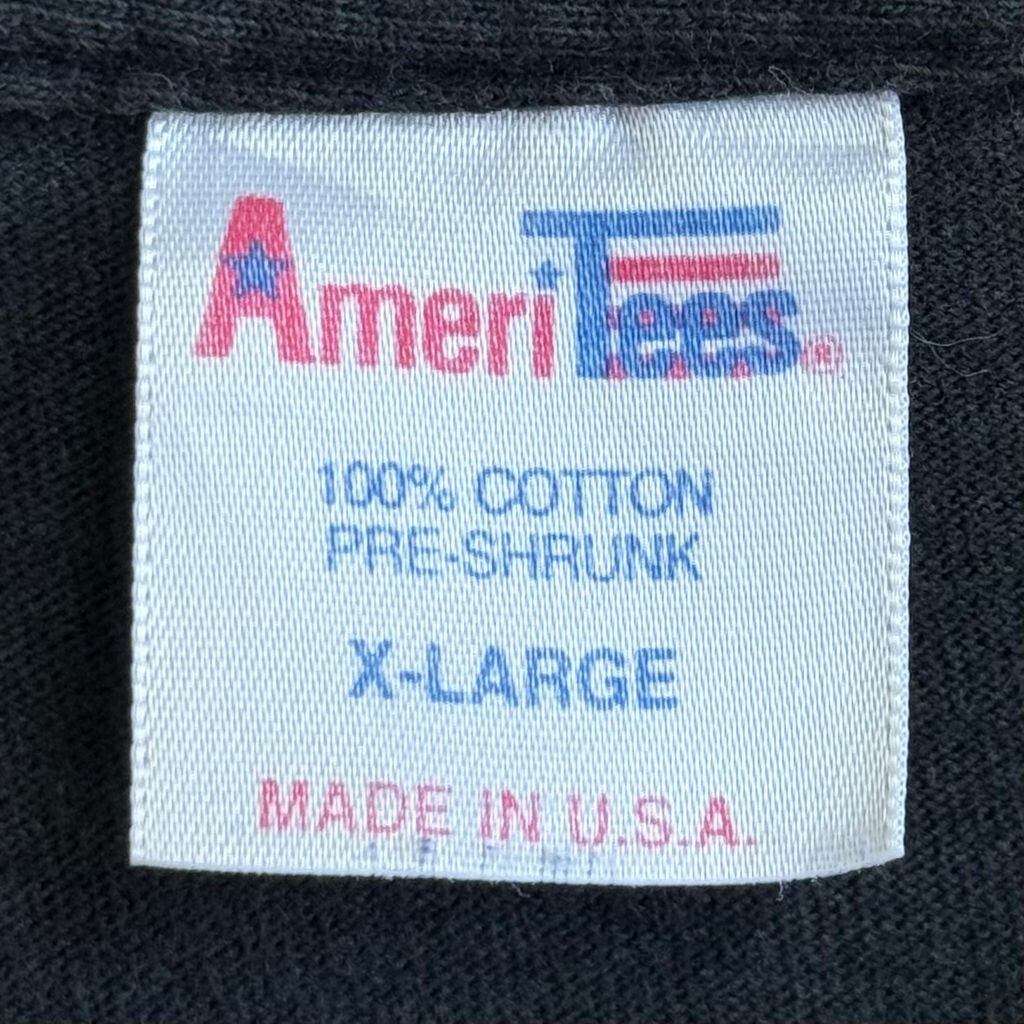 AmeriTees®
100% COTTON
PRE-SHRUNK
X-LARGE
MADE IN U.S.A.